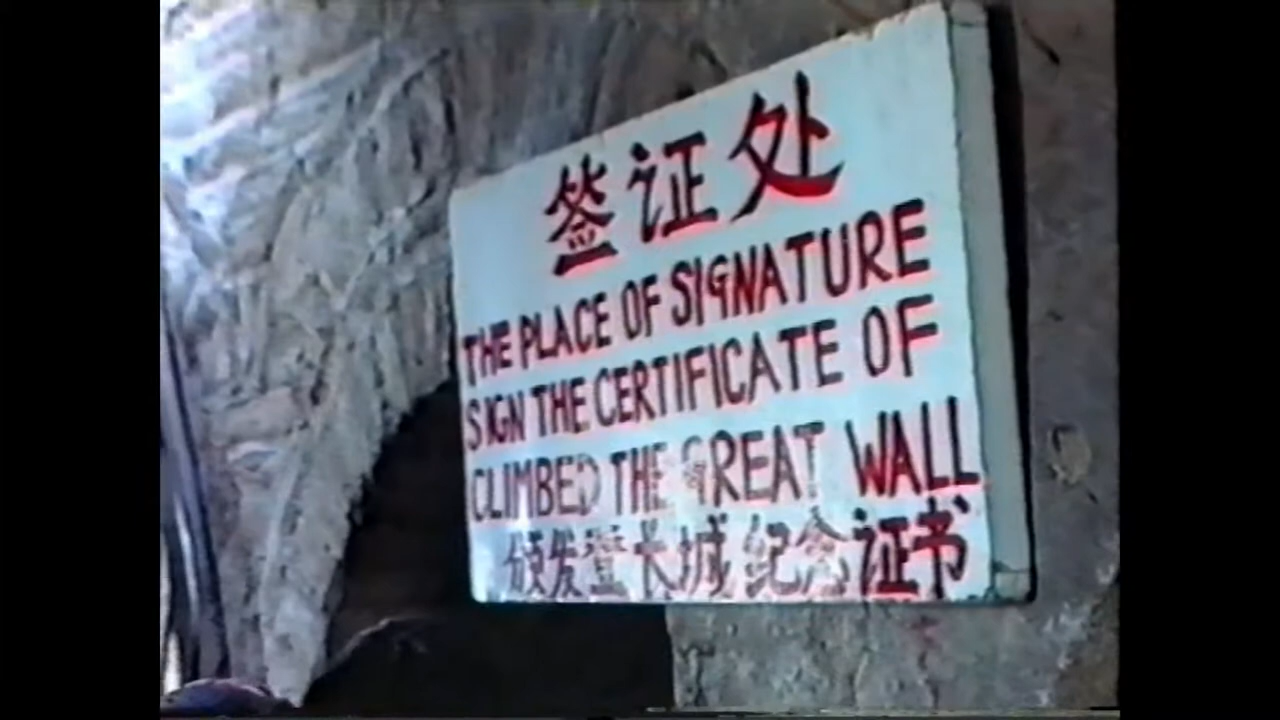 签证处
THE PLACE OF SIGNATURE
SIGN THE CERTIFICATE OF
CLIMBED THE GREAT WALL
颁发登长城纪念证书